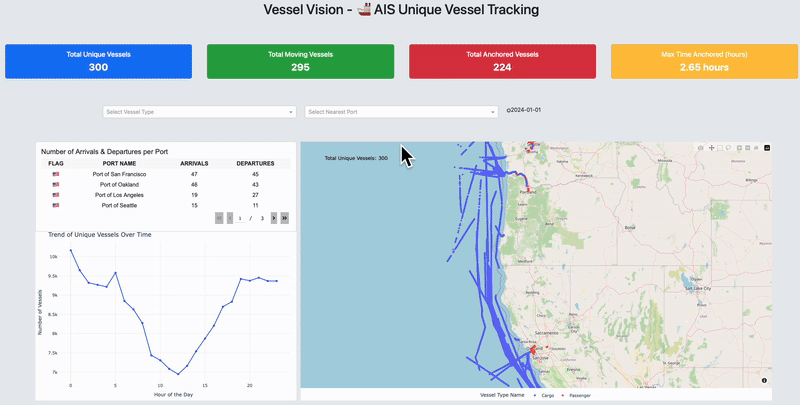 Vessel Vision - 🚢 AIS Unique Vessel Tracking
Total Unique Vessels
300
Total Moving Vessels
295
Total Anchored Vessels
224
Max Time Anchored (hours)
2.65 hours
Select Vessel Type
Select Nearest Port
2024-01-01
Number of Arrivals & Departures per Port
FLAG PORT NAME ARRIVALS DEPARTURES
Port of San Francisco 47 45
Port of Oakland 46 43
Port of Los Angeles 19 27
Port of Seattle 15 11
1 / 3
Trend of Unique Vessels Over Time
Number of Vessels
10k
9.5k
9k
8.5k
8k
7.5k
7k
0 5 10 15 20
Hour of the Day
Total Unique Vessels: 300
Portland
Salem
Eugene
Boise
Medford
Salt Lake City
Reno
Sacramento
San Jose
Vessel Type Name Cargo Passenger